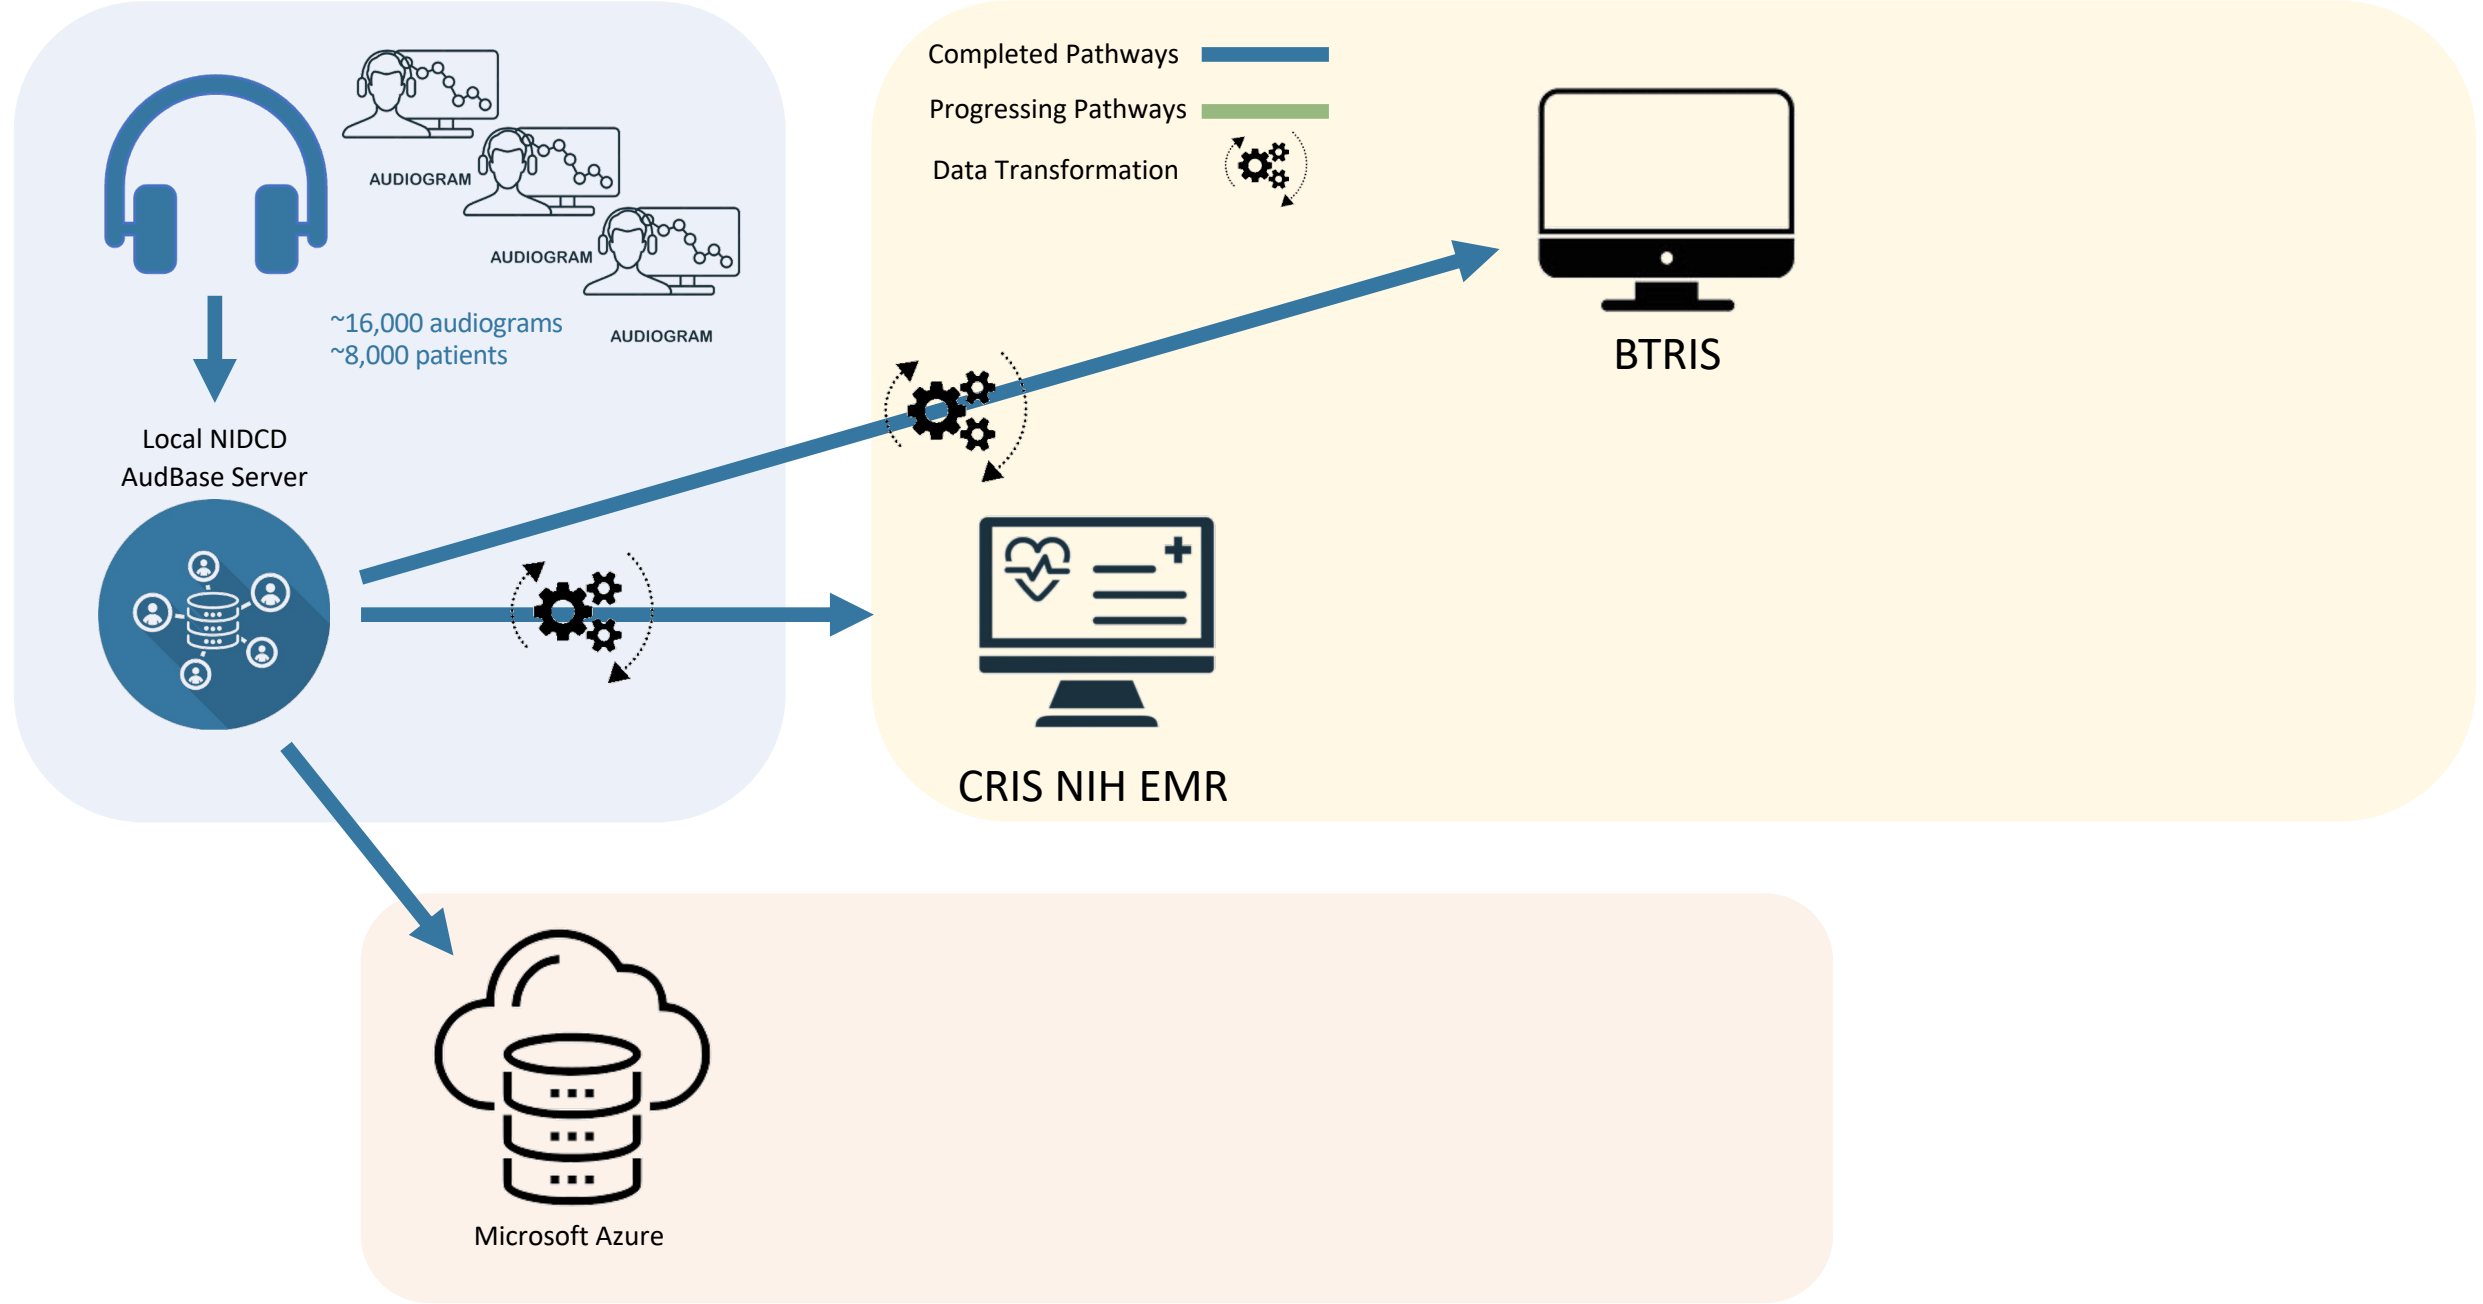 AUDIOGRAM
AUDIOGRAM
AUDIOGRAM
~16,000 audiograms
~8,000 patients
Local NIDCD
AudBase Server
Completed Pathways
Progressing Pathways
Data Transformation
BTRIS
CRIS NIH EMR
Microsoft Azure